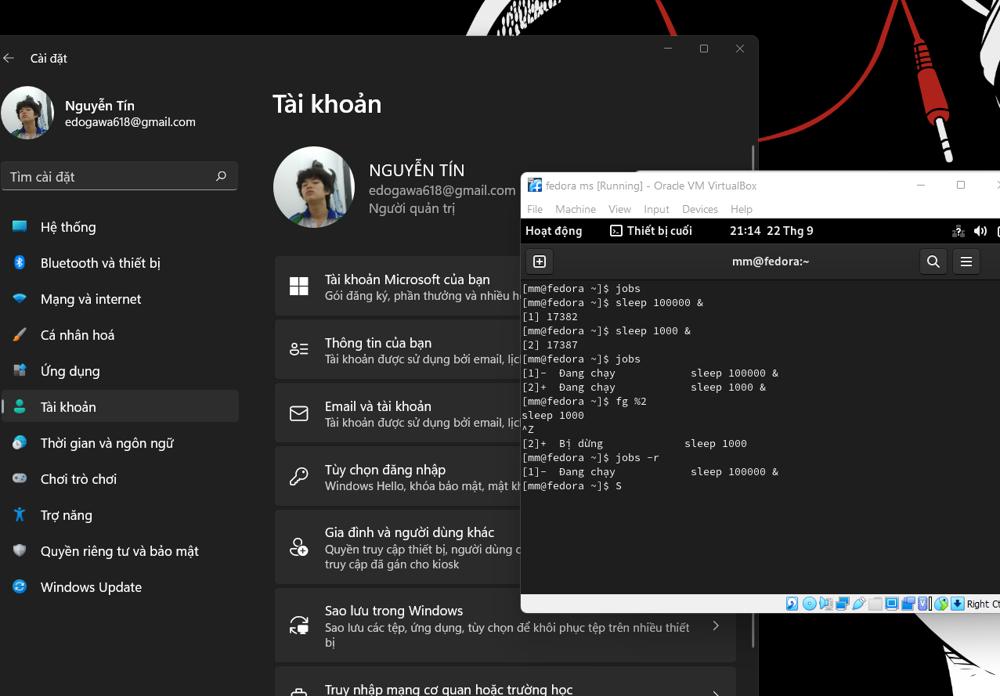 Cài đặt
Nguyễn Tín
edogawa618@gmail.com
Tìm cài đặt
Hệ thống
Bluetooth và thiết bị
Mạng và internet
Cá nhân hoá
Ứng dụng
Tài khoản
Thời gian và ngôn ngữ
Chơi trò chơi
Trợ năng
Quyền riêng tư và bảo mật
Windows Update
Tài khoản
NGUYỄN TÍN
edogawa618@gmail.com
Người quản trị
Tài khoản Microsoft của bạn
Gói đăng ký, phần thưởng và nhiều
Thông tin của bạn
Tài khoản được sử dụng bởi email,
Email và tài khoản
Tài khoản được sử dụng bởi email,
Tùy chọn đăng nhập
Windows Hello, khóa bảo mật, mật
Gia đình và người dùng khác
Quyền truy cập thiết bị, người dùng
truy cập đã gán cho kiosk
Sao lưu trong Windows
Sao lưu các tệp, ứng dụng, tùy chọn để khôi phục tệp trên nhiều thiết
bị
Truy nhập mạng cơ quan hoặc trường học
fedora ms [Running] - Oracle VM VirtualBox
File Machine View Input Devices Help
Hoạt động Thiết bị cuối 21:14 22 Thg 9
mm@fedora:~
[mm@fedora ~]$ jobs
[mm@fedora ~]$ sleep 100000 &
[1] 17382
[mm@fedora ~]$ sleep 1000 &
[2] 17387
[mm@fedora ~]$ jobs
[1]- Đang chạy sleep 100000 &
[2]+ Đang chạy sleep 1000 &
[mm@fedora ~]$ fg %2
sleep 1000
^Z
[2]+ Bị dừng sleep 1000
[mm@fedora ~]$ jobs -r
[1]- Đang chạy sleep 100000 &
[mm@fedora ~]$ S
Right